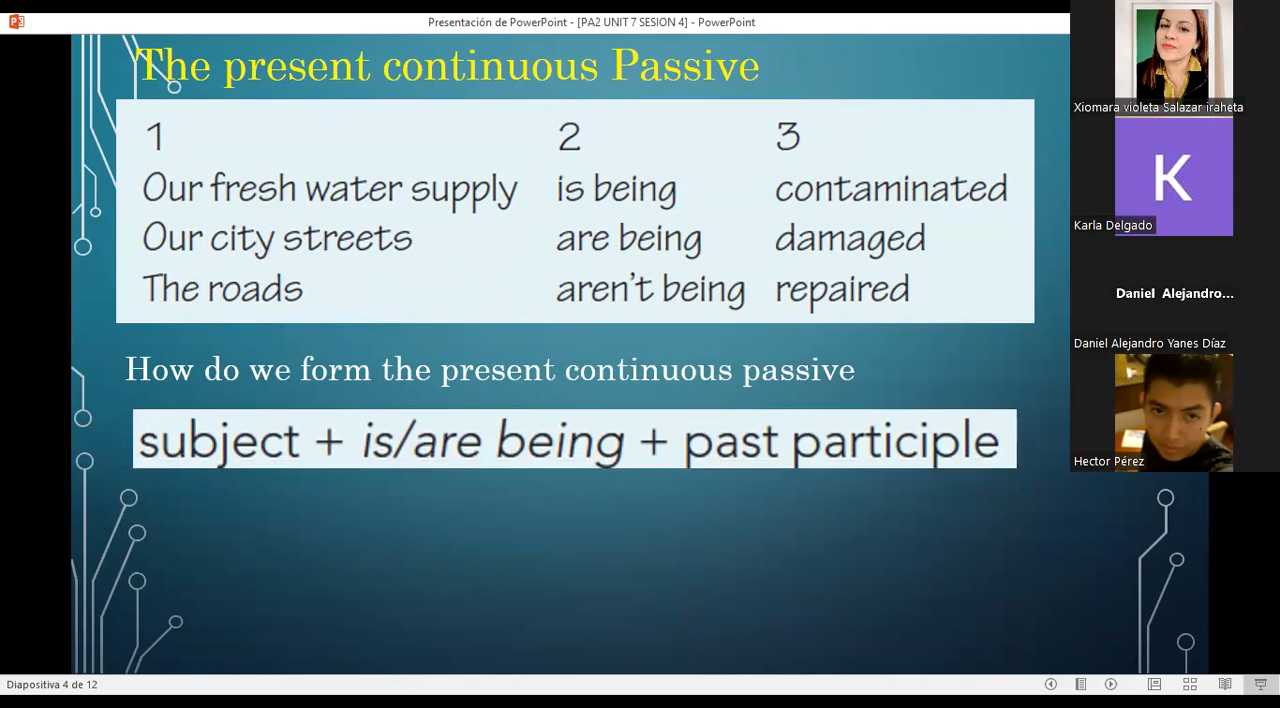 Presentación de PowerPoint - [PA2 UNIT 7 SESION 4] - PowerPoint
The present continuous Passive
1 2 3
Our fresh water supply is being contaminated
Our city streets are being damaged
The roads aren't being repaired
How do we form the present continuous passive
subject + is/are being + past participle
Xiomara violeta Salazar iraheta
K
Karla Delgado
Daniel Alejandro...
Daniel Alejandro Yanes Díaz
Hector Pérez
Diapositiva 4 de 12